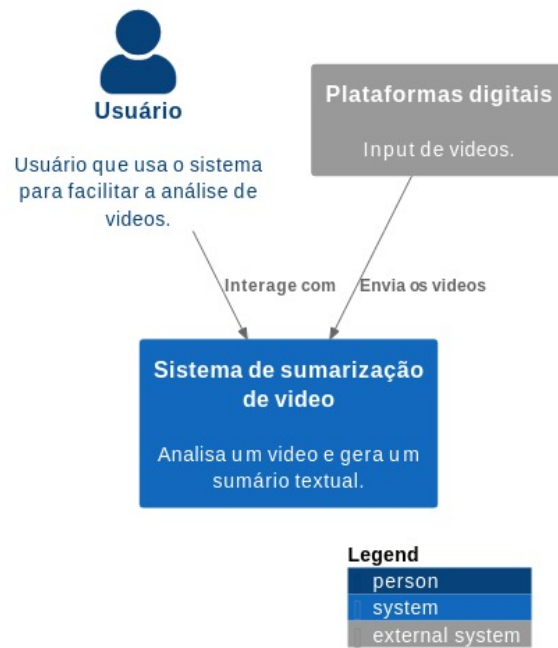 Usuário
Usuário que usa o sistema
para facilitar a análise de
videos.
Plataformas digitais
Input de videos.
Interage com
Envia os videos
Sistema de sumarização
de video
Analisa um video e gera um
sumário textual.
Legend
person
system
external system